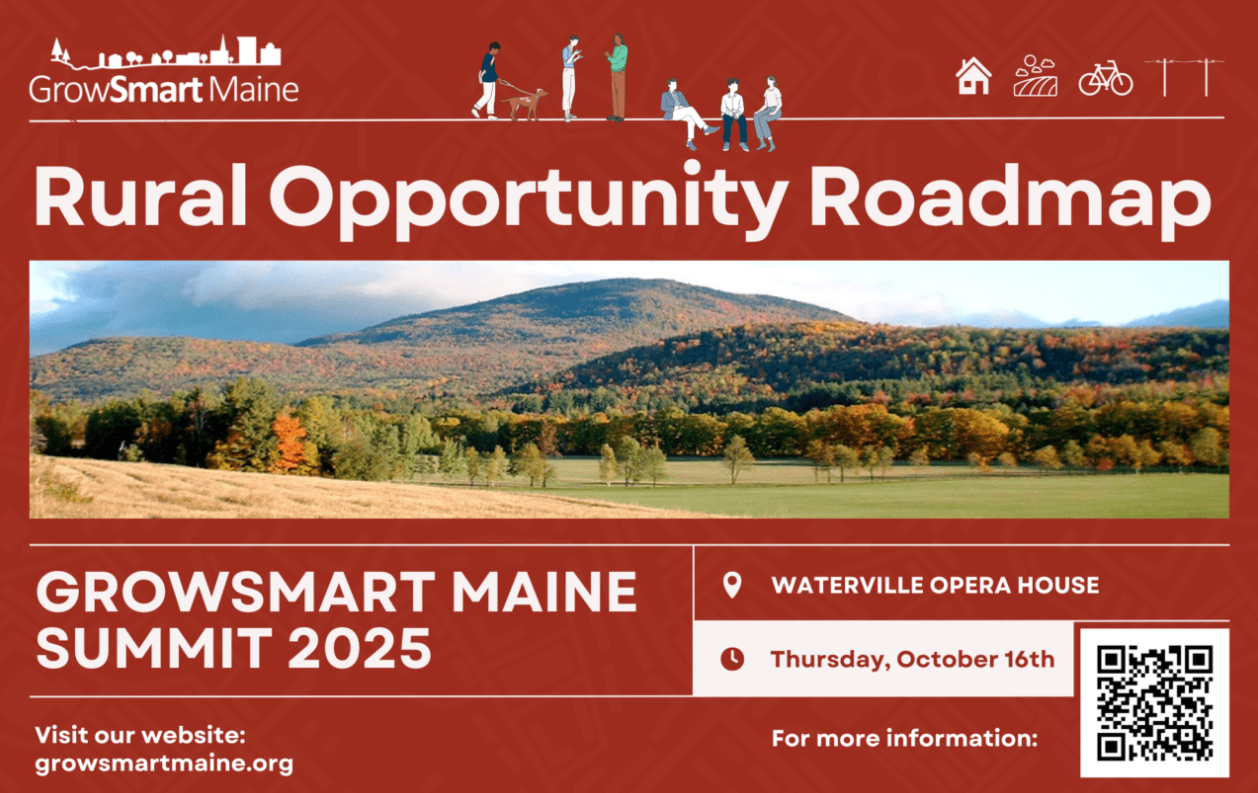 GrowSmart Maine
Rural Opportunity Roadmap
GROWSMART MAINE
SUMMIT 2025
WATERVILLE OPERA HOUSE
Thursday, October 16th
Visit our website:
growsmartmaine.org
For more information: